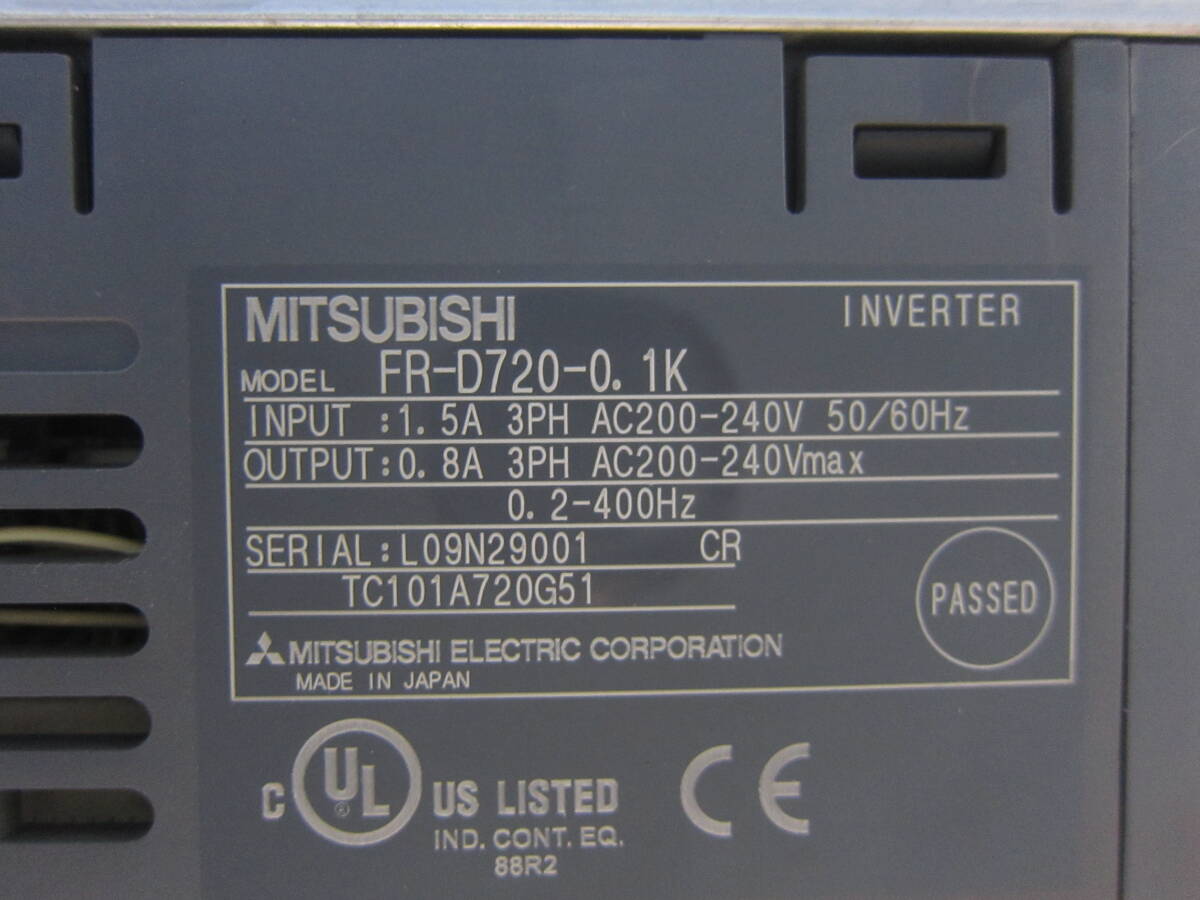 MITSUBISHI INVERTER
MODEL FR-D720-0.1K
INPUT :1.5A 3PH AC200-240V 50/60Hz
OUTPUT:0.8A 3PH AC200-240Vmax
0.2-400Hz
SERIAL:L09N29001 CR
TC101A720G51
PASSED
MITSUBISHI ELECTRIC CORPORATION
MADE IN JAPAN
C UL US LISTED CE
IND. CONT. EQ.
88R2